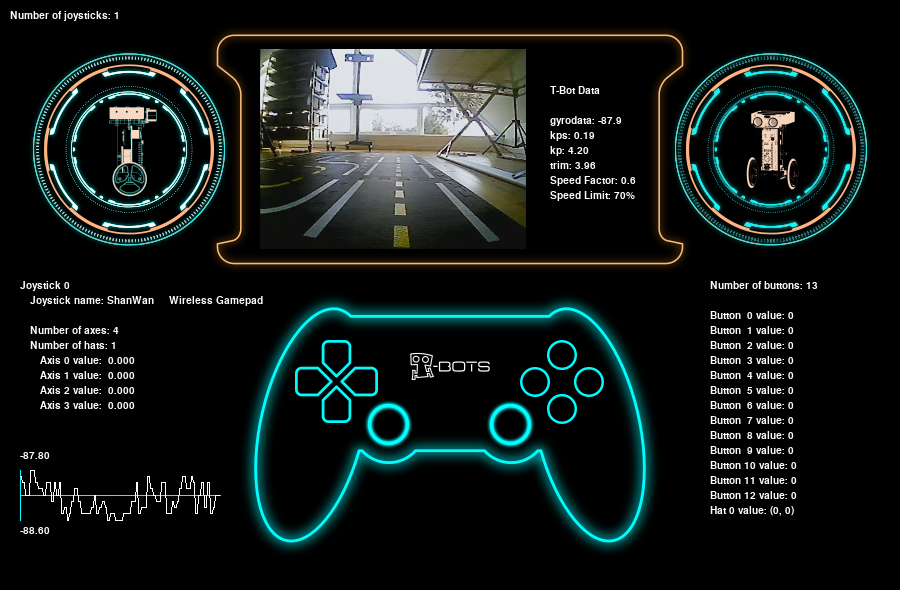 Number of joysticks: 1
T-Bot Data
gyrodata: -87.9
kps: 0.19
kp: 4.20
trim: 3.96
Speed Factor: 0.6
Speed Limit: 70%
Joystick 0
Joystick name: ShanWan     Wireless Gamepad
Number of axes: 4
Number of hats: 1
Axis 0 value:  0.000
Axis 1 value:  0.000
Axis 2 value:  0.000
Axis 3 value:  0.000
-87.80
-88.60
-BOTS
Number of buttons: 13
Button  0 value: 0
Button  1 value: 0
Button  2 value: 0
Button  3 value: 0
Button  4 value: 0
Button  5 value: 0
Button  6 value: 0
Button  7 value: 0
Button  8 value: 0
Button  9 value: 0
Button 10 value: 0
Button 11 value: 0
Button 12 value: 0
Hat 0 value: (0, 0)